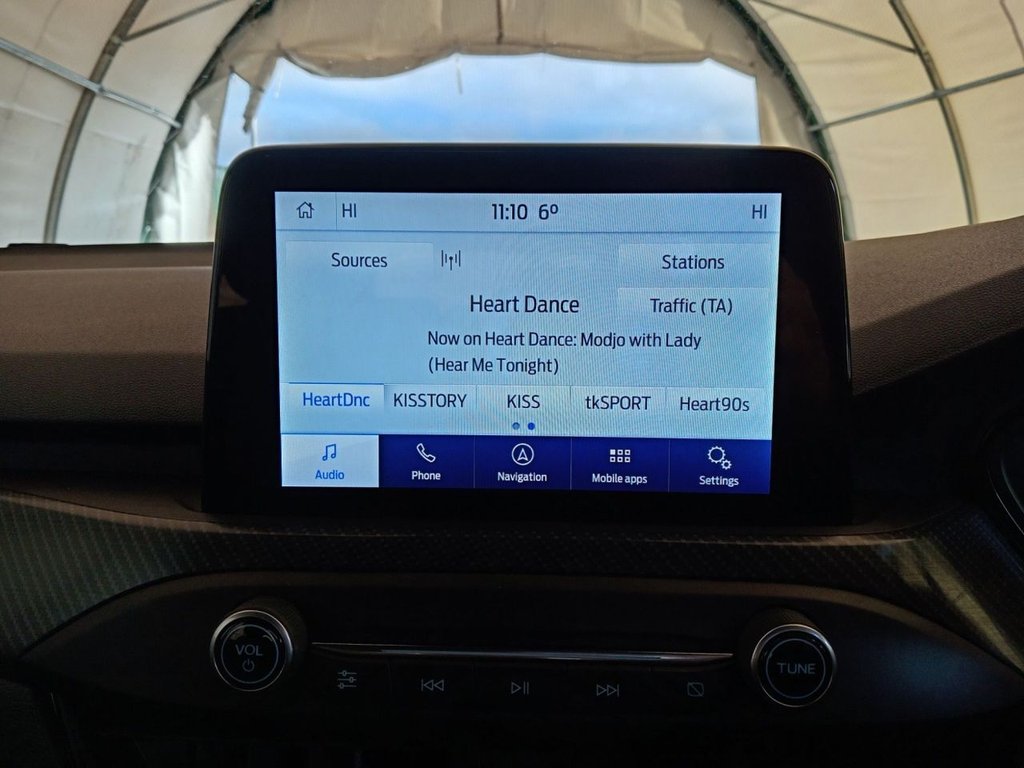 HI 11:10 6º HI
Sources Stations
Heart Dance Traffic (TA)
Now on Heart Dance: Modjo with Lady
(Hear Me Tonight)
HeartDnc KISSTORY KISS tkSPORT Heart90s
Audio Phone Navigation Mobile apps Settings
VOL TUNE